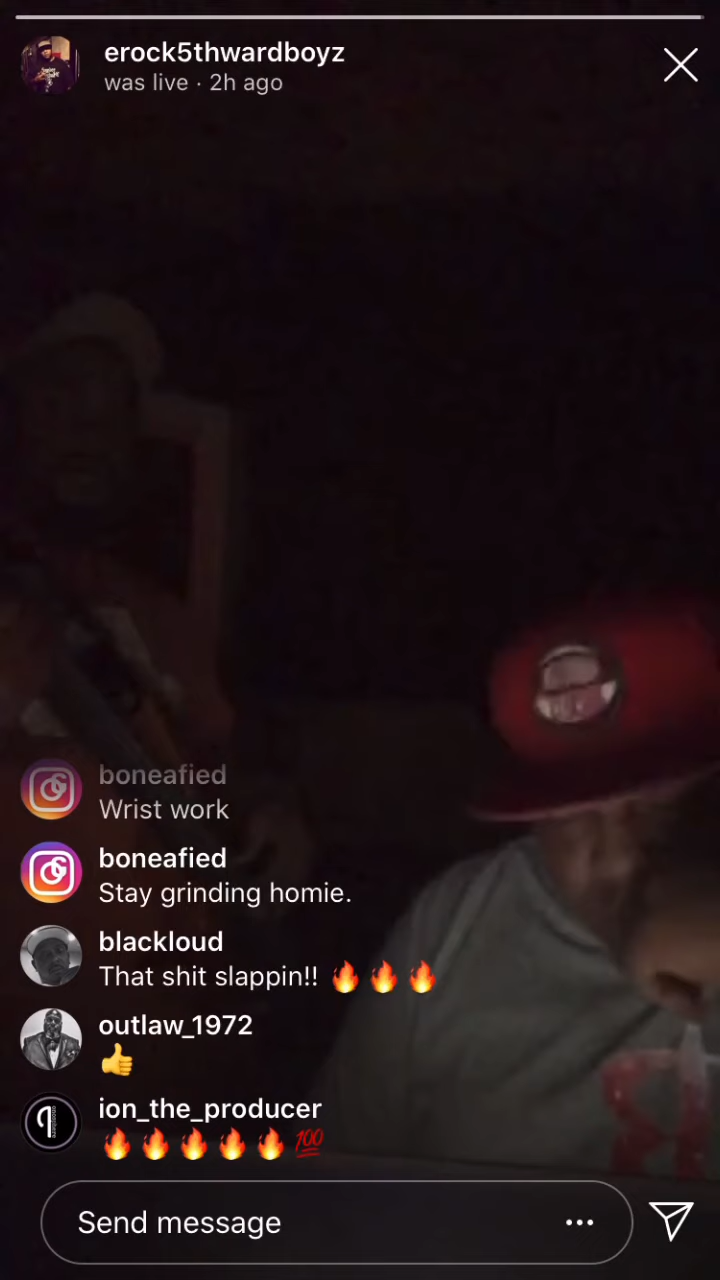 erock5thwardboyz
was live · 2h ago
boneafied
Wrist work
boneafied
Stay grinding homie.
blackloud
That shit slappin!! 🔥 🔥 🔥
outlaw_1972
👍
ion_the_producer
🔥 🔥 🔥 🔥 🔥 💯
Send message